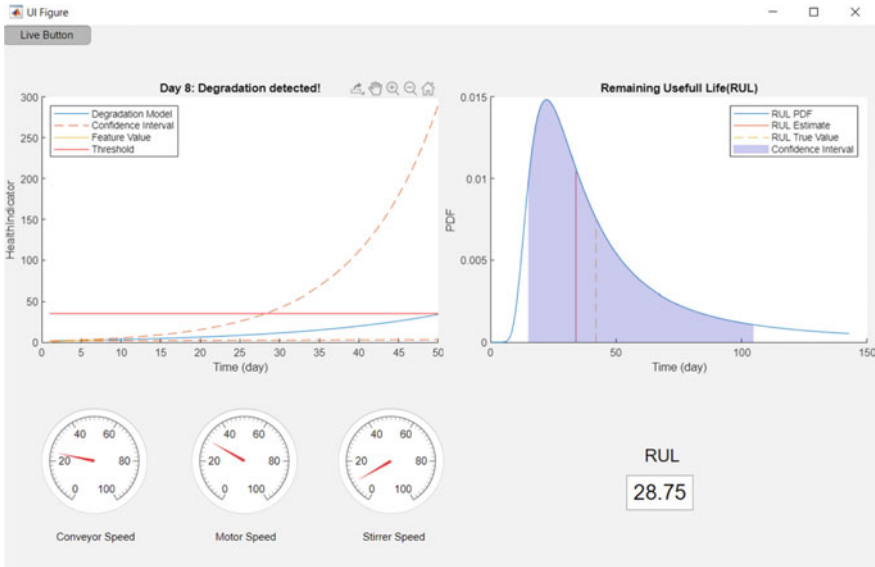 UI Figure
Live Button
Day 8: Degradation detected!
300
250
200
150
100
50
0
HealthIndicator
Degradation Model
Confidence Interval
Feature Value
Threshold
0 5 10 15 20 25 30 35 40 45 50
Time (day)
Remaining Usefull Life(RUL)
0.015
0.01
0.005
0
PDF
RUL PDF
RUL Estimate
RUL True Value
Confidence Interval
0 50 100 150
Time (day)
0 20 40 60 80 100
Conveyor Speed
0 20 40 60 80 100
Motor Speed
0 20 40 60 80 100
Stirrer Speed
RUL
28.75